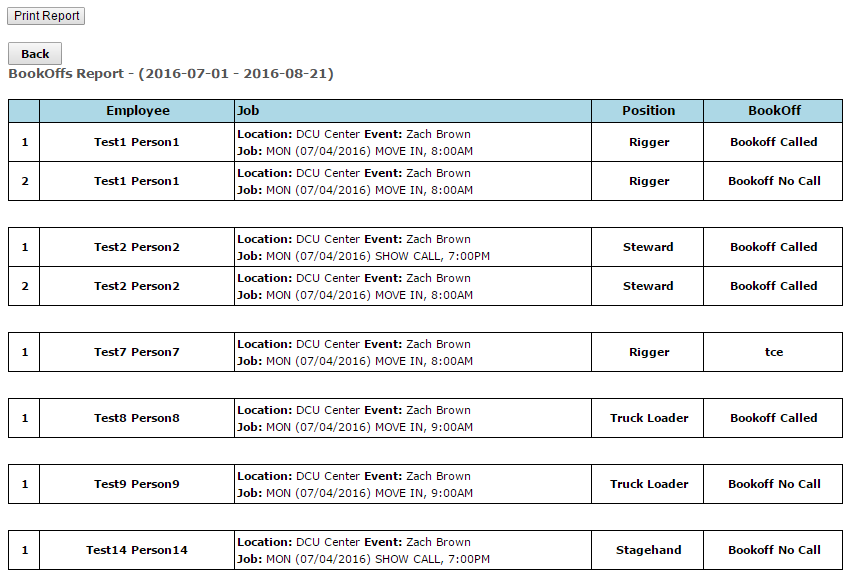 Print Report
Back
BookOffs Report - (2016-07-01 - 2016-08-21)
Employee Job Position BookOff
1 Test1 Person1 Location: DCU Center Event: Zach Brown Rigger Bookoff Called
Job: MON (07/04/2016) MOVE IN, 8:00AM
2 Test1 Person1 Location: DCU Center Event: Zach Brown Rigger Bookoff No Call
Job: MON (07/04/2016) MOVE IN, 8:00AM
1 Test2 Person2 Location: DCU Center Event: Zach Brown Steward Bookoff Called
Job: MON (07/04/2016) SHOW CALL, 7:00PM
2 Test2 Person2 Location: DCU Center Event: Zach Brown Steward Bookoff Called
Job: MON (07/04/2016) MOVE IN, 8:00AM
1 Test7 Person7 Location: DCU Center Event: Zach Brown Rigger tce
Job: MON (07/04/2016) MOVE IN, 8:00AM
1 Test8 Person8 Location: DCU Center Event: Zach Brown Truck Loader Bookoff Called
Job: MON (07/04/2016) MOVE IN, 9:00AM
1 Test9 Person9 Location: DCU Center Event: Zach Brown Truck Loader Bookoff No Call
Job: MON (07/04/2016) MOVE IN, 9:00AM
1 Test14 Person14 Location: DCU Center Event: Zach Brown Stagehand Bookoff No Call
Job: MON (07/04/2016) SHOW CALL, 7:00PM